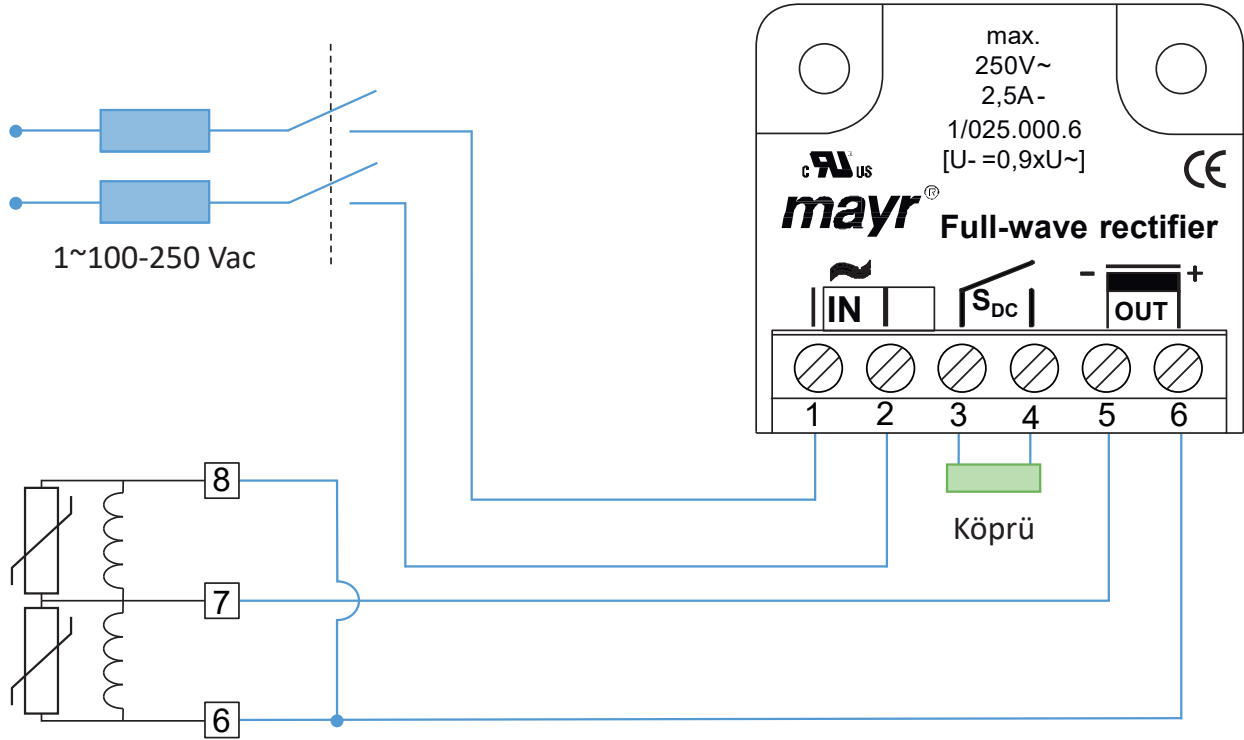 max.
250V~
2,5A-
1/025.000.6
[U- =0,9xU~]
c RU US
CE
mayr®
Full-wave rectifier
1~100-250 Vac
~
- +
IN
SDC
OUT
1 2 3 4 5 6
8
Köprü
7
6